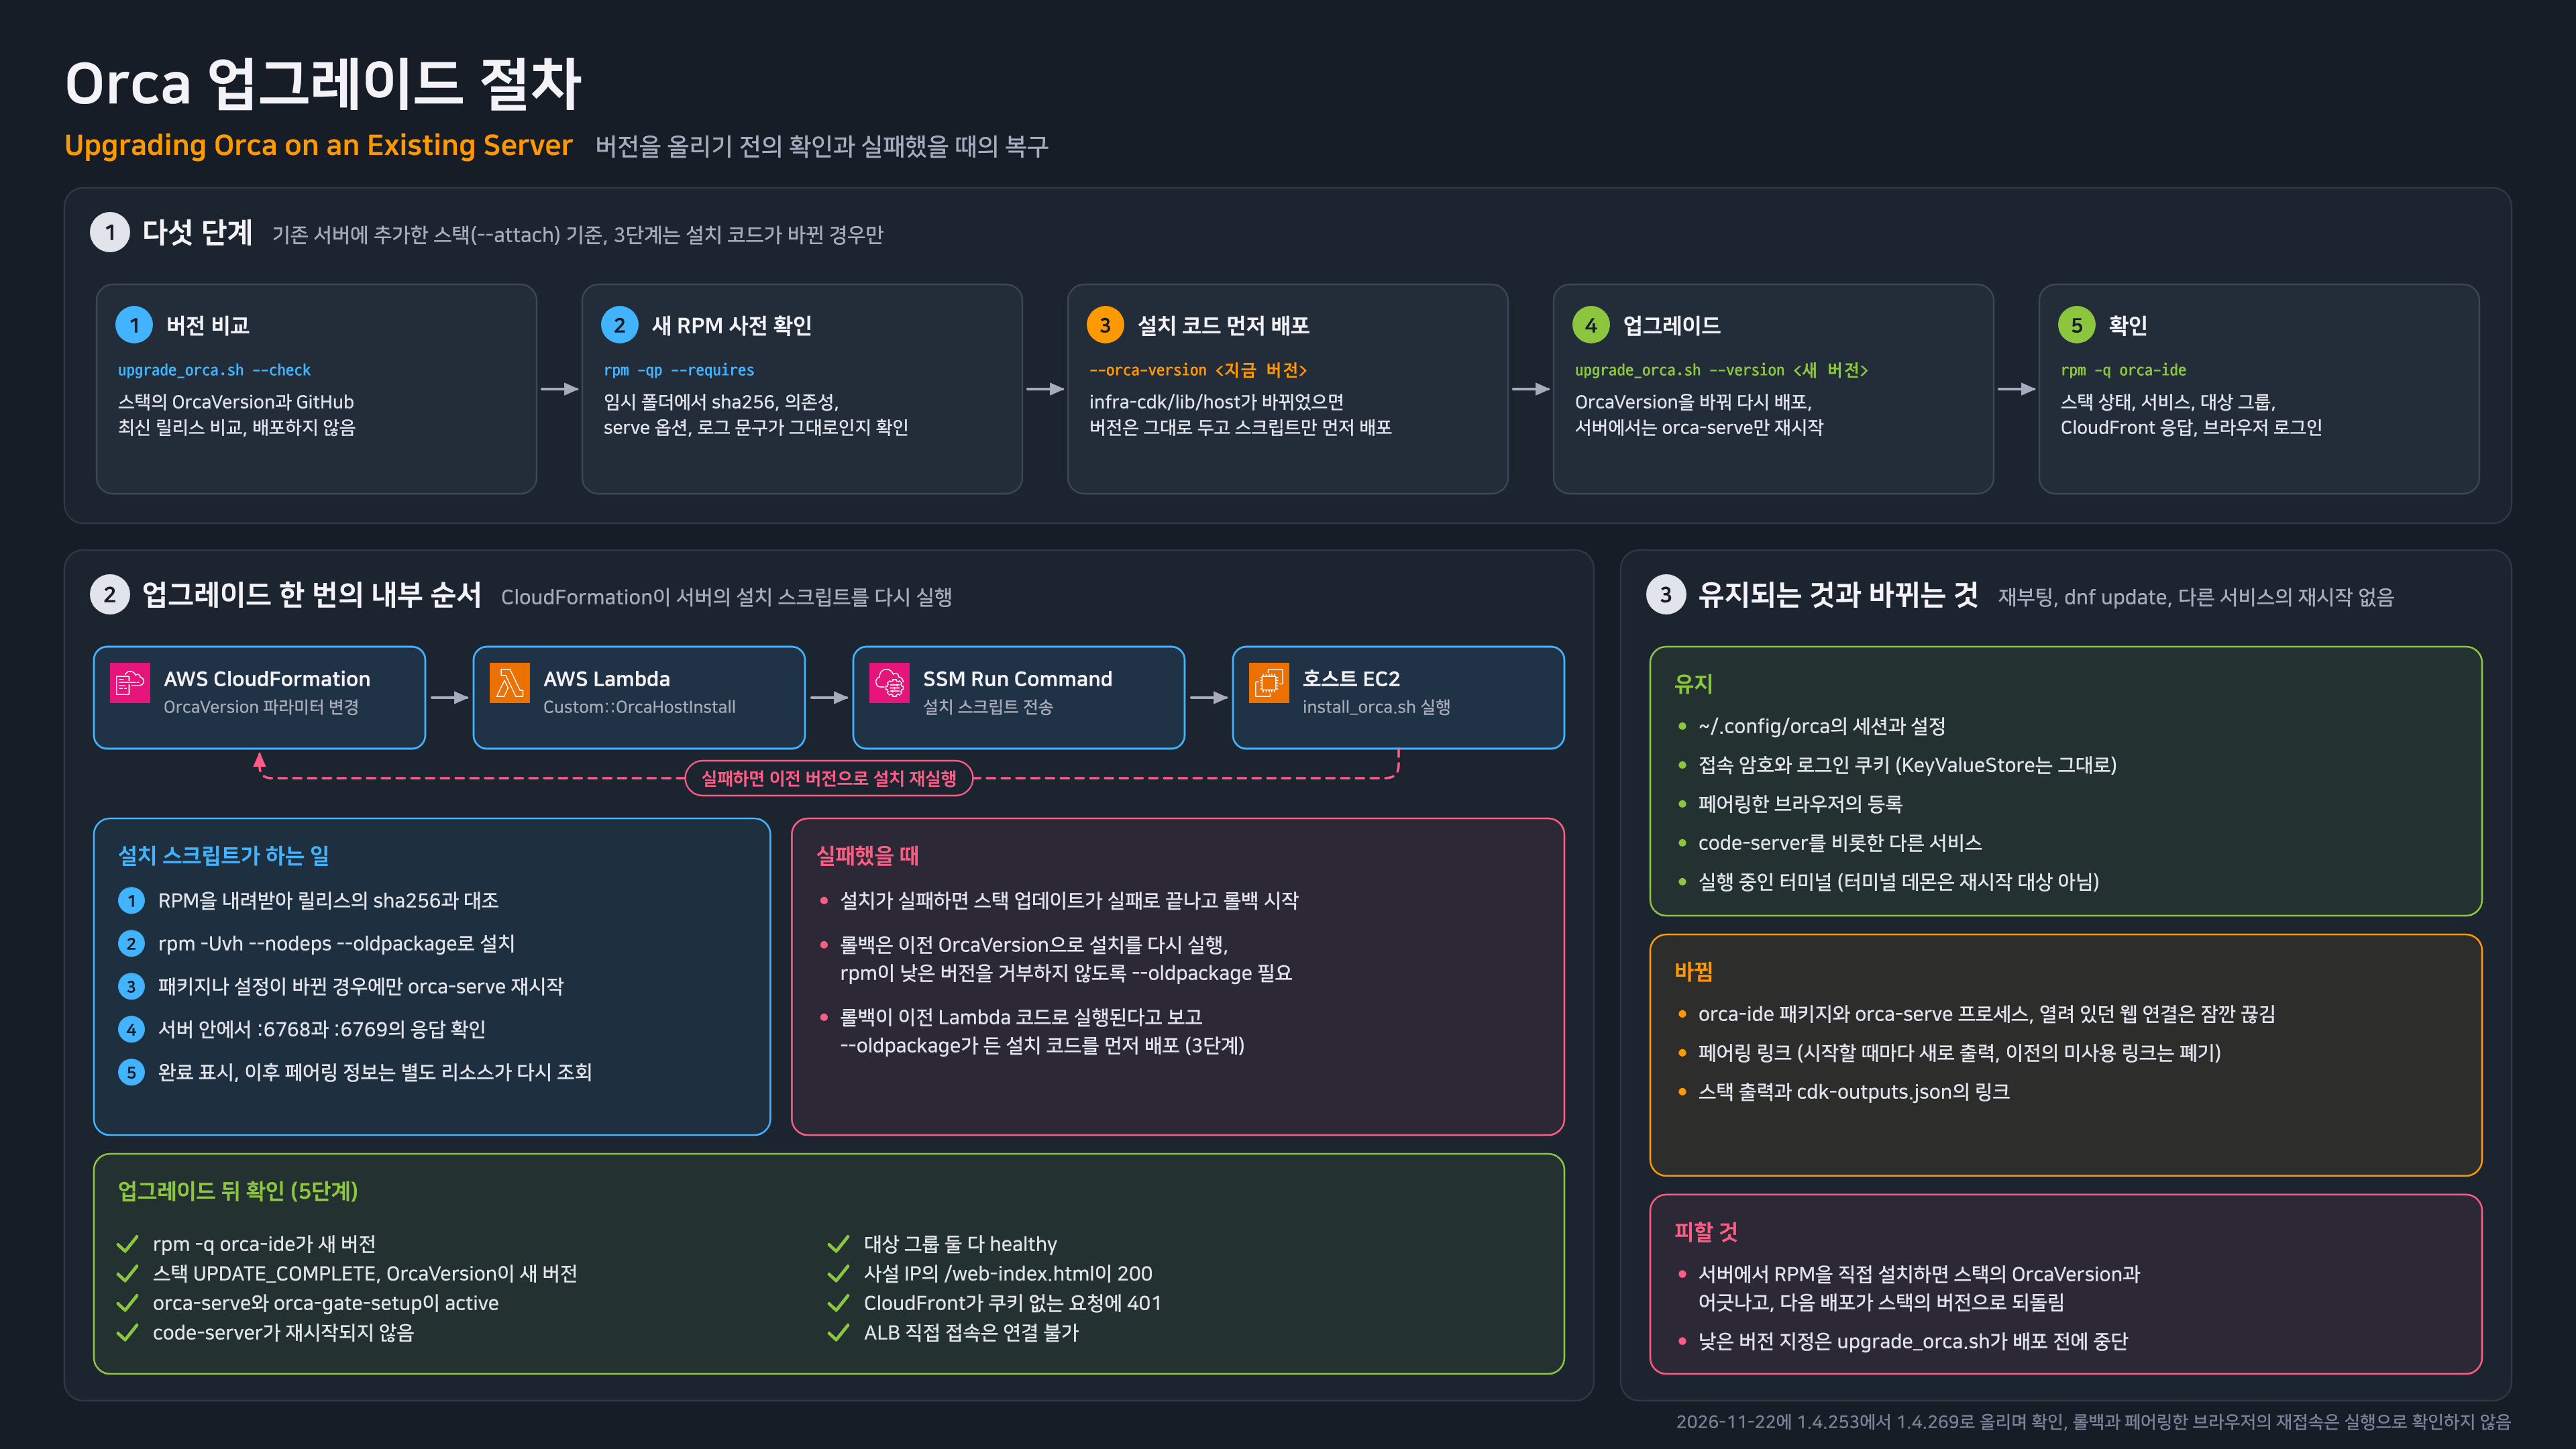 Orca 업그레이드 절차
Upgrading Orca on an Existing Server 버전을 올리기 전의 확인과 실패했을 때의 복구
1 다섯 단계 기존 서버에 추가한 스택(--attach) 기준, 3단계는 설치 코드가 바뀐 경우만
1 버전 비교
upgrade_orca.sh --check
스택의 OrcaVersion과 GitHub
최신 릴리스 비교, 배포하지 않음
2 새 RPM 사전 확인
rpm -qp --requires
임시 폴더에서 sha256, 의존성,
serve 옵션, 로그 문구가 그대로인지 확인
3 설치 코드 먼저 배포
--orca-version <지금 버전>
infra-cdk/lib/host가 바뀌었으면
버전은 그대로 두고 스크립트만 먼저 배포
4 업그레이드
upgrade_orca.sh --version <새 버전>
OrcaVersion을 바꿔 다시 배포,
서버에서는 orca-serve만 재시작
5 확인
rpm -q orca-ide
스택 상태, 서비스, 대상 그룹,
CloudFront 응답, 브라우저 로그인
2 업그레이드 한 번의 내부 순서 CloudFormation이 서버의 설치 스크립트를 다시 실행
AWS CloudFormation
OrcaVersion 파라미터 변경
AWS Lambda
Custom::OrcaHostInstall
SSM Run Command
설치 스크립트 전송
호스트 EC2
install_orca.sh 실행
실패하면 이전 버전으로 설치 재실행
설치 스크립트가 하는 일
1 RPM을 내려받아 릴리스의 sha256과 대조
2 rpm -Uvh --nodeps --oldpackage로 설치
3 패키지나 설정이 바뀐 경우에만 orca-serve 재시작
4 서버 안에서 :6768과 :6769의 응답 확인
5 완료 표시, 이후 페어링 정보는 별도 리소스가 다시 조회
실패했을 때
• 설치가 실패하면 스택 업데이트가 실패로 끝나고 롤백 시작
• 롤백은 이전 OrcaVersion으로 설치를 다시 실행,
rpm이 낮은 버전을 거부하지 않도록 --oldpackage 필요
• 롤백이 이전 Lambda 코드로 실행된다고 보고
--oldpackage가 든 설치 코드를 먼저 배포 (3단계)
업그레이드 뒤 확인 (5단계)
rpm -q orca-ide가 새 버전
스택 UPDATE_COMPLETE, OrcaVersion이 새 버전
orca-serve와 orca-gate-setup이 active
code-server가 재시작되지 않음
대상 그룹 둘 다 healthy
사설 IP의 /web-index.html이 200
CloudFront가 쿠키 없는 요청에 401
ALB 직접 접속은 연결 불가
3 유지되는 것과 바뀌는 것 재부팅, dnf update, 다른 서비스의 재시작 없음
유지
• ~/.config/orca의 세션과 설정
• 접속 암호와 로그인 쿠키 (KeyValueStore는 그대로)
• 페어링한 브라우저의 등록
• code-server를 비롯한 다른 서비스
• 실행 중인 터미널 (터미널 데몬은 재시작 대상 아님)
바뀜
• orca-ide 패키지와 orca-serve 프로세스, 열려 있던 웹 연결은 잠깐 끊김
• 페어링 링크 (시작할 때마다 새로 출력, 이전의 미사용 링크는 폐기)
• 스택 출력과 cdk-outputs.json의 링크
피할 것
• 서버에서 RPM을 직접 설치하면 스택의 OrcaVersion과
어긋나고, 다음 배포가 스택의 버전으로 되돌림
• 낮은 버전 지정은 upgrade_orca.sh가 배포 전에 중단
2026-11-22에 1.4.253에서 1.4.269로 올리며 확인, 롤백과 페어링한 브라우저의 재접속은 실행으로 확인하지 않음